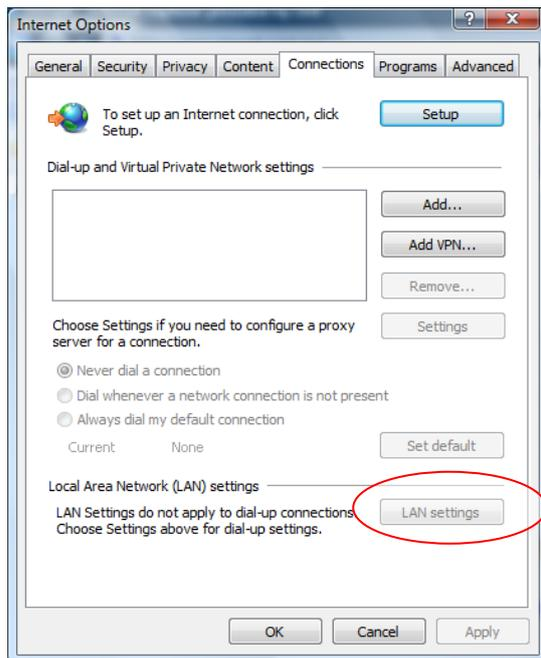 Internet Options
General Security Privacy Content Connections Programs Advanced
To set up an Internet connection, click
Setup.
Setup
Dial-up and Virtual Private Network settings
Add...
Add VPN...
Remove...
Choose Settings if you need to configure a proxy
server for a connection.
Settings
Never dial a connection
Dial whenever a network connection is not present
Always dial my default connection
Current None
Set default
Local Area Network (LAN) settings
LAN Settings do not apply to dial-up connections
Choose Settings above for dial-up settings.
LAN settings
OK Cancel Apply